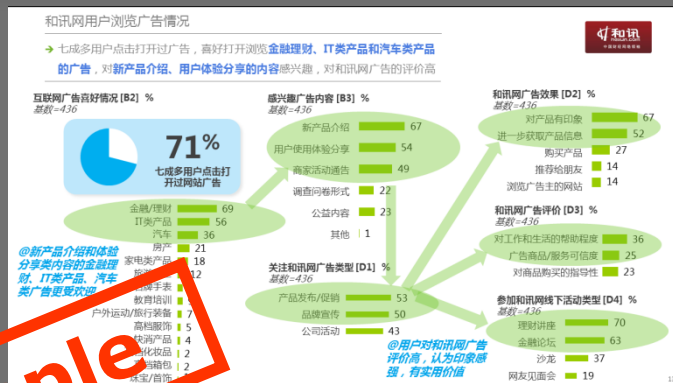 和讯网用户浏览广告情况
和讯
hexun.com
中国财经网络领袖
→ 七成多用户点击打开过广告，喜好打开浏览金融理财、IT类产品和汽车类产品
的广告，对新产品介绍、用户体验分享的内容感兴趣，对和讯网广告的评价高
互联网广告喜好情况 [B2] %
基数=436
71%
七成多用户点击打
开过网站广告
金融/理财 69
IT类产品 56
汽车 36
房产 21
家电类产品 18
12
教育培训
户外运动/旅行装备 7
高档服饰 5
快消产品 4
化妆品 2
箱包 2
珠宝/首饰
@新产品介绍和体验
分享类内容的金融理
财、IT类产品、汽车
类广告更受欢迎
感兴趣广告内容 [B3] %
基数=436
新产品介绍 67
用户使用体验分享 54
商家活动通告 49
调查问卷形式 22
公益内容 23
其他 1
关注和讯网广告类型 [D1] %
基数=436
产品发布/促销 53
品牌宣传 50
公司活动 43
@用户对和讯网广告
评价高，认为印象感
强，有实用价值
和讯网广告效果 [D2] %
基数=436
对产品有印象 67
进一步获取产品信息 52
购买产品 27
推荐给朋友 14
浏览广告主的网站 14
和讯网广告评价 [D3] %
基数=436
对工作和生活的帮助程度 36
广告商品/服务可信度 25
对商品购买的指导性 23
参加和讯网线下活动类型 [D4] %
基数=436
理财讲座 70
金融论坛 63
沙龙 37
网友见面会 19
ple